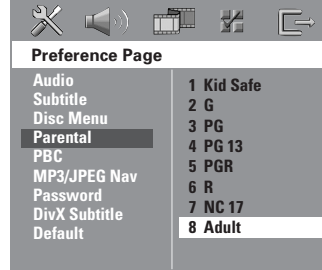 Preference Page
Audio
Subtitle
Disc Menu
Parental
PBC
MP3/JPEG Nav
Password
DivX Subtitle
Default
1 Kid Safe
2 G
3 PG
4 PG 13
5 PGR
6 R
7 NC 17
8 Adult